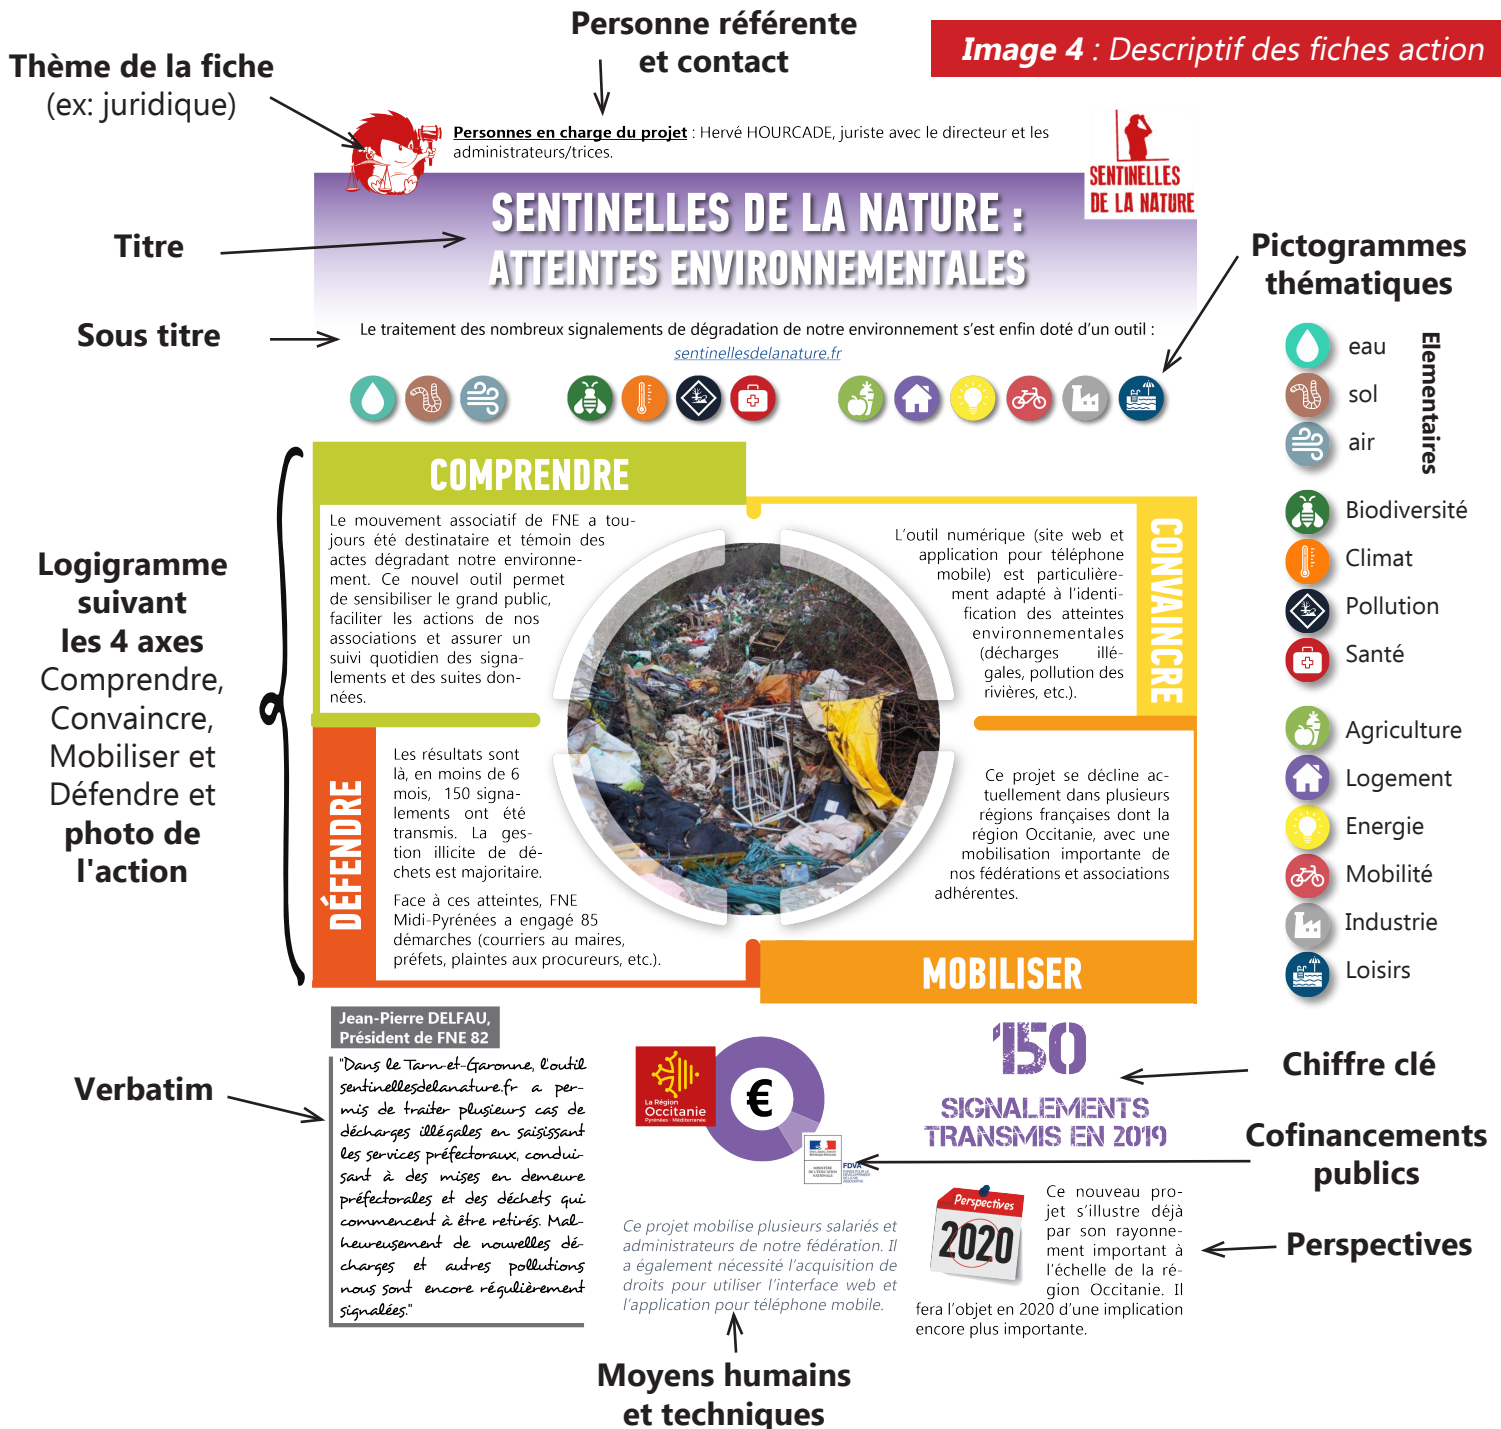 Personne référente
et contact
Image 4 : Descriptif des fiches action
Thème de la fiche
(ex: juridique)
Personnes en charge du projet : Hervé HOURCADE, juriste avec le directeur et les
administrateurs/trices.
SENTINELLES
DE LA NATURE
SENTINELLES DE LA NATURE :
ATTEINTES ENVIRONNEMENTALES
Titre
Pictogrammes
thématiques
Sous titre
Le traitement des nombreux signalements de dégradation de notre environnement s'est enfin doté d'un outil :
sentinellesdelanature.fr
eau
sol
air
Elementaires
Biodiversité
Climat
Pollution
Santé
Agriculture
Logement
Energie
Mobilité
Industrie
Loisirs
Logigramme
suivant
les 4 axes
Comprendre,
Convaincre,
Mobiliser et
Défendre et
photo de
l'action
COMPRENDRE
Le mouvement associatif de FNE a tou-
jours été destinataire et témoin des
actes dégradant notre environne-
ment. Ce nouvel outil permet
de sensibiliser le grand public,
faciliter les actions de nos
associations et assurer un
suivi quotidien des signa-
lements et des suites don-
nées.
CONVAINCRE
L'outil numérique (site web et
application pour téléphone
mobile) est particulière-
ment adapté à l'identi-
fication des atteintes
environnementales
(décharges illé-
gales, pollution des
rivières, etc.).
DÉFENDRE
Les résultats sont
là, en moins de 6
mois, 150 signa-
lements ont été
transmis. La ges-
tion illicite de dé-
chets est majoritaire.
Face à ces atteintes, FNE
Midi-Pyrénées a engagé 85
démarches (courriers au maires,
préfets, plaintes aux procureurs, etc.).
Ce projet se décline ac-
tuellement dans plusieurs
régions françaises dont la
région Occitanie, avec une
mobilisation importante de
nos fédérations et associations
adhérentes.
MOBILISER
Jean-Pierre DELFAU,
Président de FNE 82
"Dans le Tarn-et-Garonne, l'outil
sentinellesdelanature.fr a per-
mis de traiter plusieurs cas de
décharges illégales en saisissant
les services préfectoraux, condui-
sant à des mises en demeure
préfectorales et des déchets qui
commencent à être retirés. Mal-
heureusement de nouvelles dé-
charges et autres pollutions
nous sont encore régulièrement
signalées."
Verbatim
La Région
Occitanie
Pyrénées - Méditerranée
€
MINISTÈRE
DE L'ÉDUCATION
NATIONALE
FDVA
Ce projet mobilise plusieurs salariés et
administrateurs de notre fédération. Il
a également nécessité l'acquisition de
droits pour utiliser l'interface web et
l'application pour téléphone mobile.
Moyens humains
et techniques
150
SIGNALEMENTS
TRANSMIS EN 2019
Chiffre clé
Cofinancements
publics
Perspectives
2020
Ce nouveau pro-
jet s'illustre déjà
par son rayonne-
ment important à
l'échelle de la ré-
gion Occitanie. Il
fera l'objet en 2020 d'une implication
encore plus importante.
Perspectives